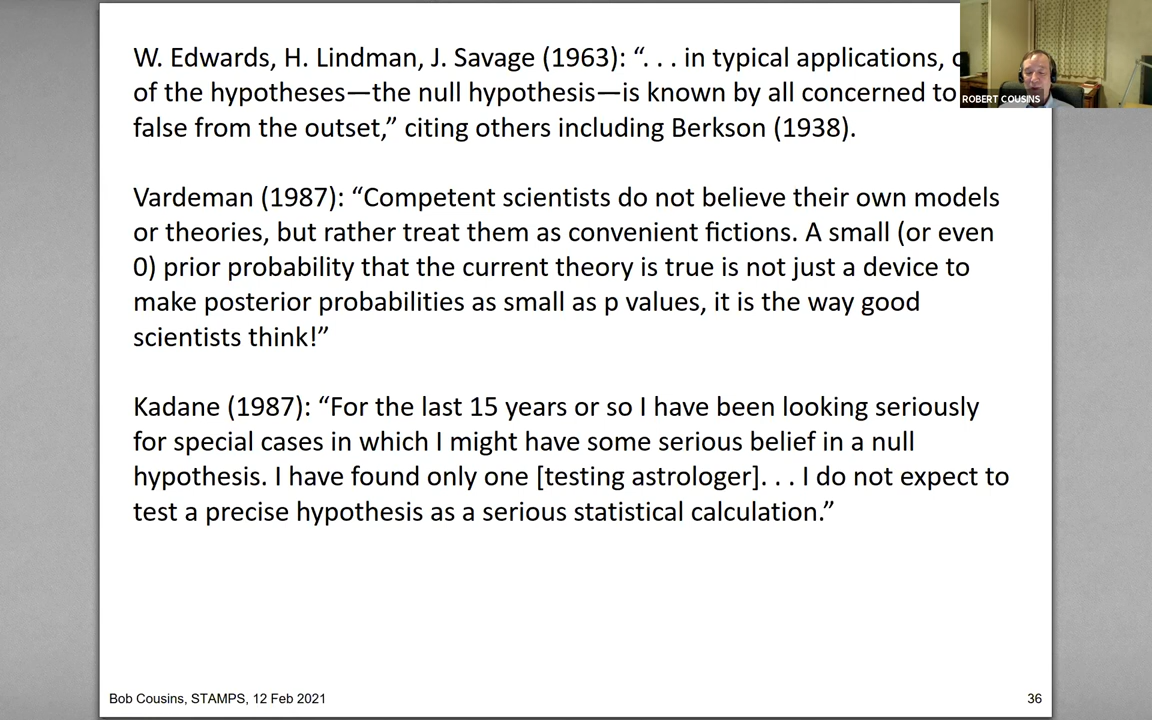 W. Edwards, H. Lindman, J. Savage (1963): “. . . in typical applications,
of the hypotheses—the null hypothesis—is known by all concerned to
false from the outset,” citing others including Berkson (1938).
Vardeman (1987): “Competent scientists do not believe their own models
or theories, but rather treat them as convenient fictions. A small (or even
0) prior probability that the current theory is true is not just a device to
make posterior probabilities as small as p values, it is the way good
scientists think!”
Kadane (1987): “For the last 15 years or so I have been looking seriously
for special cases in which I might have some serious belief in a null
hypothesis. I have found only one [testing astrologer]. . . I do not expect to
test a precise hypothesis as a serious statistical calculation.”
ROBERT COUSINS
Bob Cousins, STAMPS, 12 Feb 2021
36